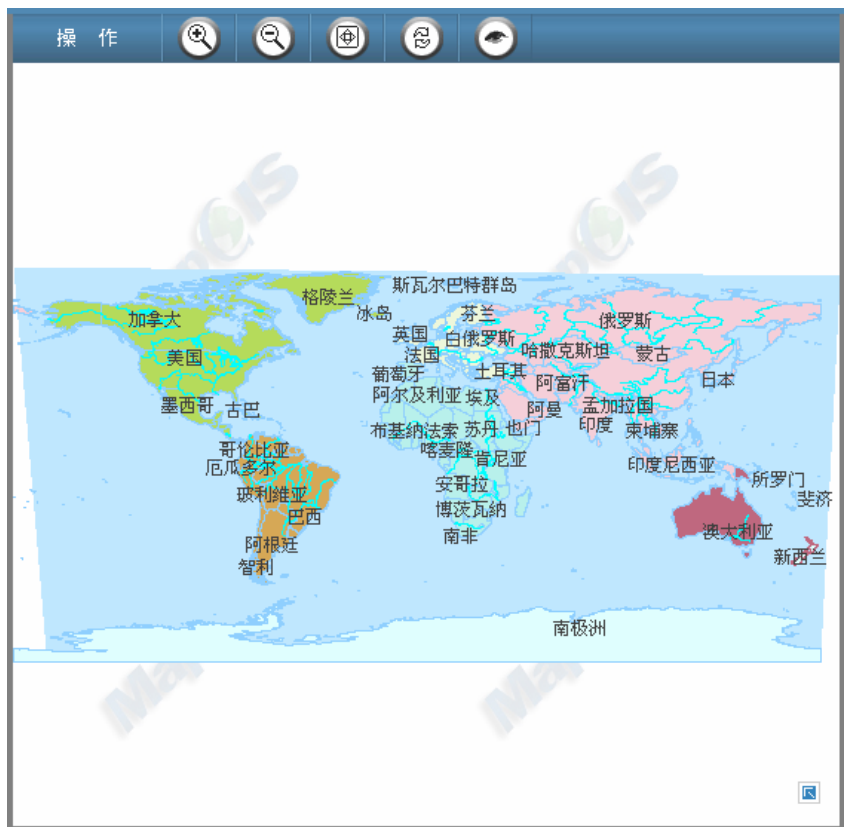 操 作
斯瓦尔巴特群岛
格陵兰
冰岛
芬兰
加拿大
俄罗斯
英国
白俄罗斯
法国
哈撒克斯坦
蒙古
美国
土耳其
葡萄牙
阿富汗
日本
阿尔及利亚
埃及
墨西哥
古巴
阿曼
孟加拉国
布基纳法索
苏丹
也门
印度
柬埔寨
哥伦比亚
喀麦隆
肯尼亚
厄瓜多尔
印度尼西亚
所罗门
玻利维亚
安哥拉
斐济
巴西
博茨瓦纳
澳大利亚
阿根廷
南非
新西兰
智利
南极洲
MapGIS
MapGIS